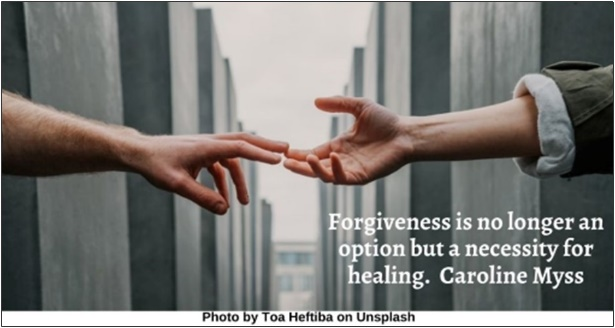 Forgiveness is no longer an
option but a necessity for
healing.  Caroline Myss
Photo by Toa Heftiba on Unsplash